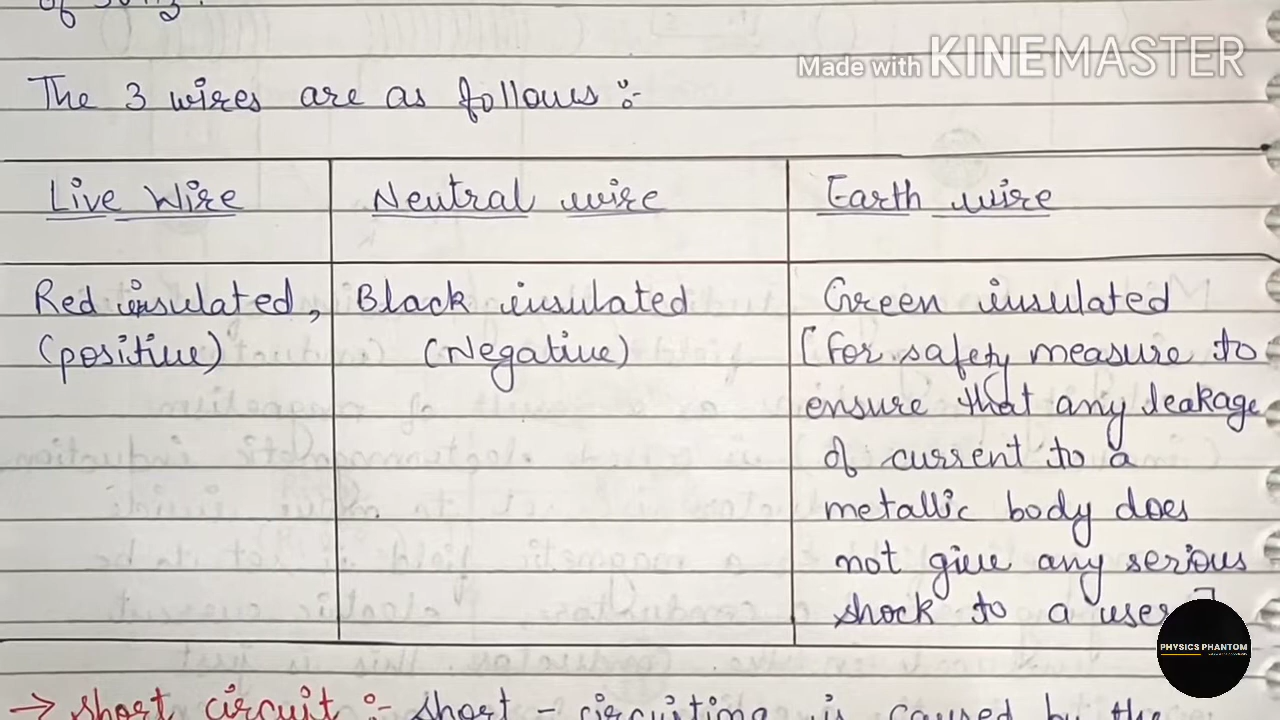 of 50Hz.
Made with KINEMASTER
The 3 wires are as follows :-
Live Wire
Neutral wire
Earth wire
Red insulated,
(positive)
Black insulated
(Negative)
Green insulated
[For safety measure to
ensure that any leakage
of current to a
metallic body does
not give any serious
shock to a user]
PHYSICS PHANTOM
→ Short circuit :- Short - circuiting is caused by the